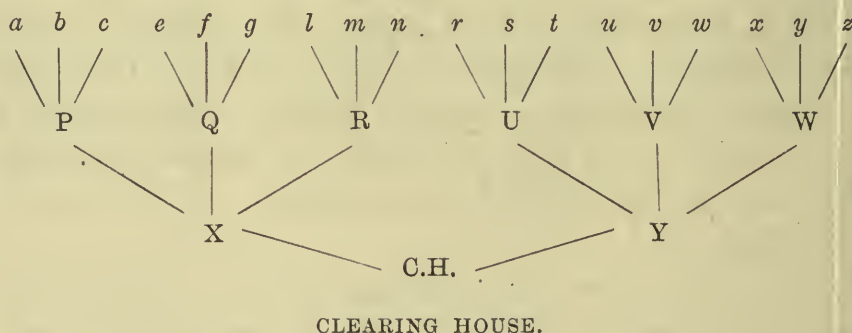 a b c e f g l m n r s t u v w x y z
P Q R U V W
X Y
C.H.
CLEARING HOUSE.